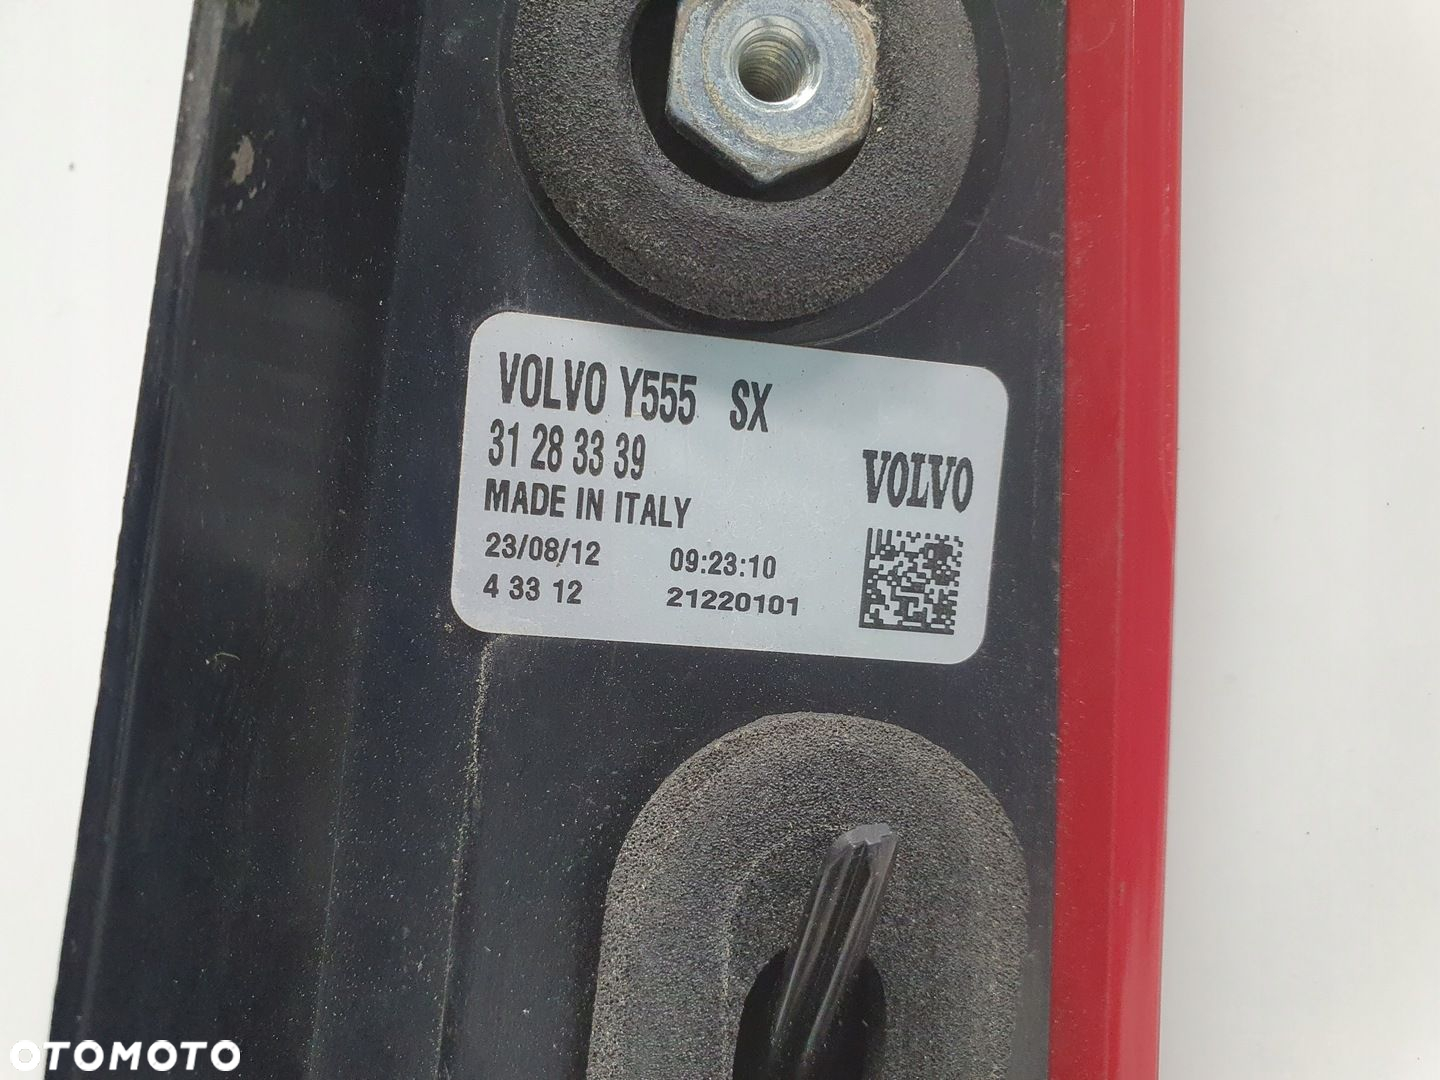 VOLVO Y555 SX
31 28 33 39
MADE IN ITALY
VOLVO
23/08/12 09:23:10
4 33 12 21220101
OTOMOTO